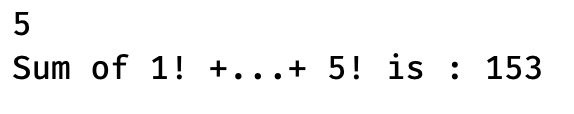 5
Sum of 1! +...+ 5! is : 153